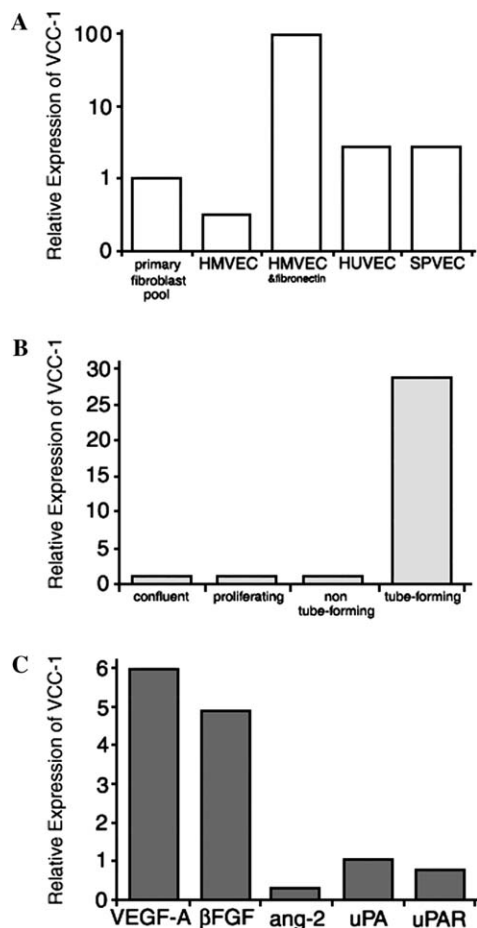 A
Relative Expression of VCC-1
100
10
1
0
primary
fibroblast
pool
HMVEC
HMVEC
&fibronectin
HUVEC
SPVEC
B
Relative Expression of VCC-1
30
25
15
20
10
5
0
confluent
proliferating
non
tube-forming
tube-forming
C
Relative Expression of VCC-1
6
5
4
3
2
1
0
VEGF-A
βFGF
ang-2
uPA
uPAR